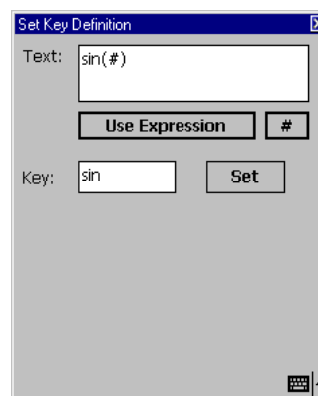 Set Key Definition
Text: sin(#)
Use Expression #
Key: sin Set